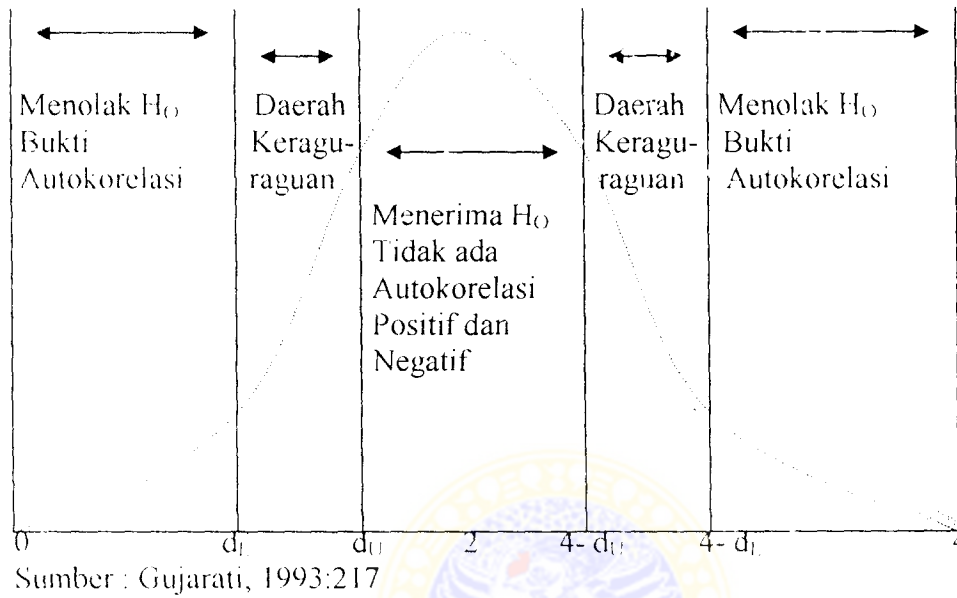 Menolak H₀
Bukti
Autokorelasi
Daerah
Keragu-
raguan
Menerima H₀
Tidak ada
Autokorelasi
Positif dan
Negatif
Daerah
Keragu-
raguan
Menolak H₀
Bukti
Autokorelasi
0 dL dU 2 4- dU 4- dL 4
Sumber : Gujarati, 1993:217